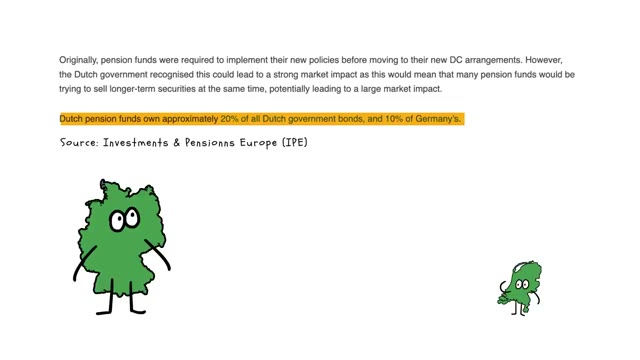 Originally, pension funds were required to implement their new policies before moving to their new DC arrangements. However,
the Dutch government recognised this could lead to a strong market impact as this would mean that many pension funds would be
trying to sell longer-term securities at the same time, potentially leading to a large market impact.
Dutch pension funds own approximately 20% of all Dutch government bonds, and 10% of Germany's.
Source: Investments & Pensionns Europe (IPE)